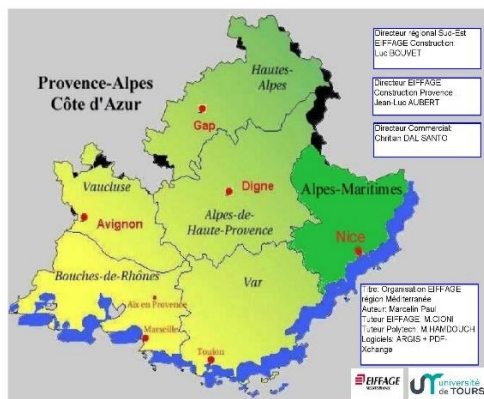 Provence-Alpes
Côte d'Azur
Hautes-
Alpes
Gap
Vaucluse
Digne
Alpes-Maritimes
Avignon
Alpes-de-
Haute-Provence
Nice
Bouches-de-Rhônes
Var
Aix en Provence
Marseille
Toulon
Directeur régional Sud-Est
EIFFAGE Construction
Luc BOUVET
Directeur EIFFAGE
Construction Provence
Jean-Luc AUBERT
Directeur Commercial:
Christian DAL SANTO
Titre: Organisation EIFFAGE
région Méditerranée
Auteur: Marcelin Paul
Tuteur EIFFAGE: M.CIONI
Tuteur Polytech: M.HAMDOUCH
Logiciels: ARGIS + PDF-
Xchange
EIFFAGE
université
de TOURS